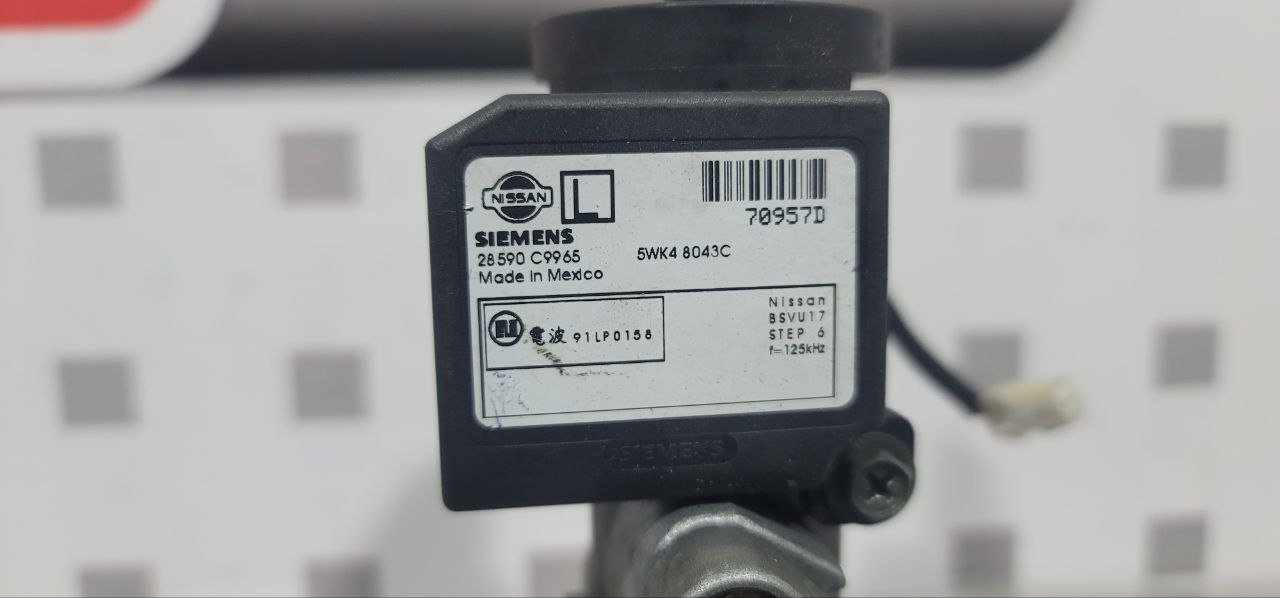 NISSAN L
70957D
SIEMENS
28590 C9965 5WK4 8043C
Made in Mexico
電波 91LP0158
Nissan
BSVU17
STEP 6
f=125kHz
SIEMENS